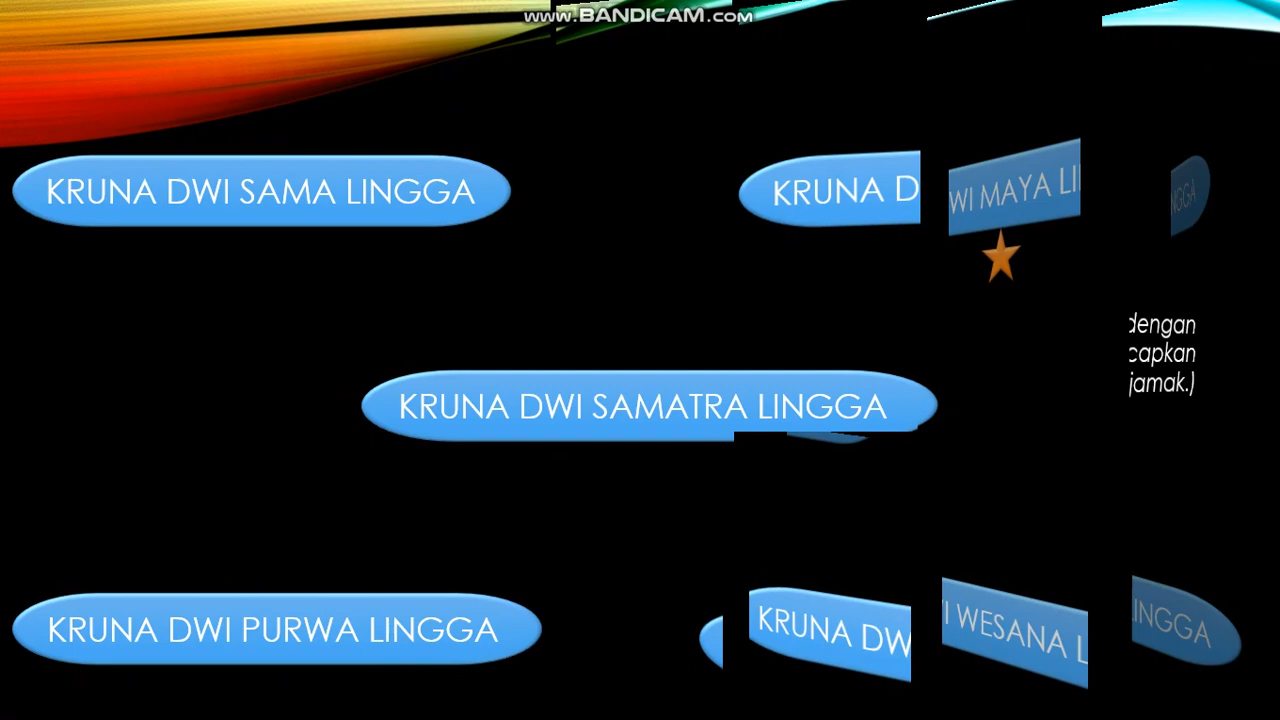 www.BANDICAM.com
KRUNA DWI SAMA LINGGA
KRUNA D WI MAYA LI NGGA
dengan
capkan
jamak.)
KRUNA DWI SAMATRA LINGGA
KRUNA DWI PURWA LINGGA
KRUNA DW I WESANA L INGGA